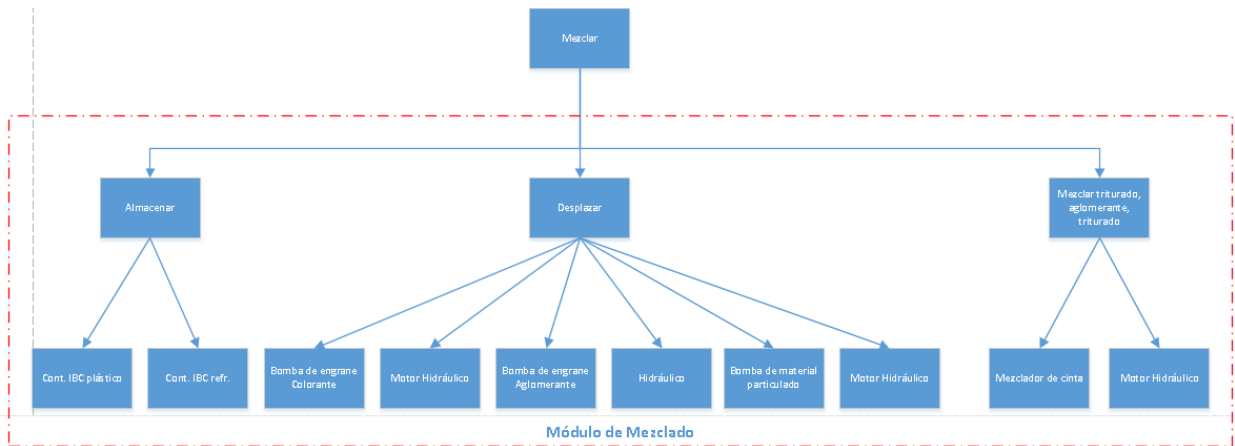 Mezclar
Almacenar
Desplazar
Mezclar triturado,
aglomerante,
triturado
Cont. IBC plástico
Cont. IBC refr.
Bomba de engrane
Colorante
Motor Hidráulico
Bomba de engrane
Aglomerante
Hidráulico
Bomba de material
particulado
Motor Hidráulico
Mezclador de cinta
Motor Hidráulico
Módulo de Mezclado